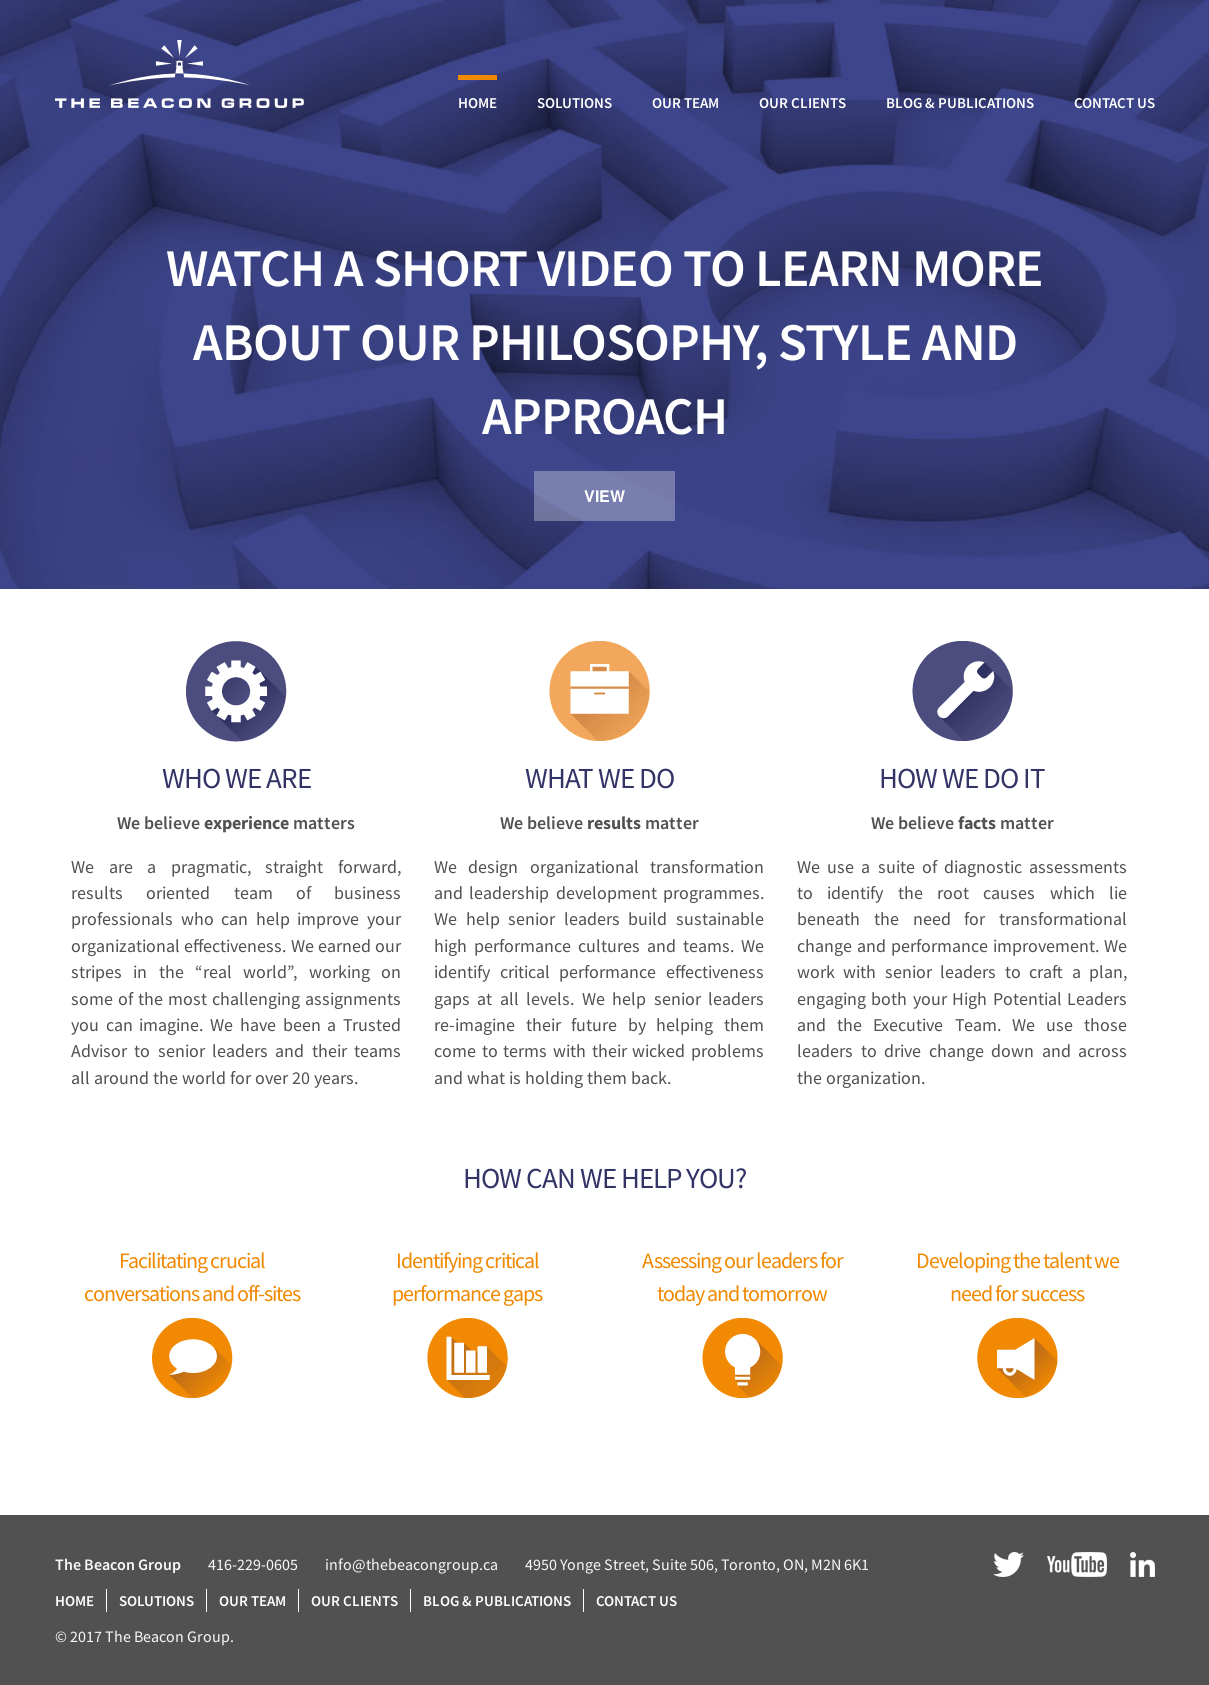 THE BEACON GROUP
HOME SOLUTIONS OUR TEAM OUR CLIENTS BLOG & PUBLICATIONS CONTACT US
WATCH A SHORT VIDEO TO LEARN MORE
ABOUT OUR PHILOSOPHY, STYLE AND
APPROACH
VIEW
WHO WE ARE
We believe experience matters
We are a pragmatic, straight forward,
results oriented team of business
professionals who can help improve your
organizational effectiveness. We earned our
stripes in the “real world”, working on
some of the most challenging assignments
you can imagine. We have been a Trusted
Advisor to senior leaders and their teams
all around the world for over 20 years.
WHAT WE DO
We believe results matter
We design organizational transformation
and leadership development programmes.
We help senior leaders build sustainable
high performance cultures and teams. We
identify critical performance effectiveness
gaps at all levels. We help senior leaders
re-imagine their future by helping them
come to terms with their wicked problems
and what is holding them back.
HOW WE DO IT
We believe facts matter
We use a suite of diagnostic assessments
to identify the root causes which lie
beneath the need for transformational
change and performance improvement. We
work with senior leaders to craft a plan,
engaging both your High Potential Leaders
and the Executive Team. We use those
leaders to drive change down and across
the organization.
HOW CAN WE HELP YOU?
Facilitating crucial
conversations and off-sites
Identifying critical
performance gaps
Assessing our leaders for
today and tomorrow
Developing the talent we
need for success
The Beacon Group 416-229-0605 info@thebeacongroup.ca 4950 Yonge Street, Suite 506, Toronto, ON, M2N 6K1
YouTube in
HOME SOLUTIONS OUR TEAM OUR CLIENTS BLOG & PUBLICATIONS CONTACT US
© 2017 The Beacon Group.